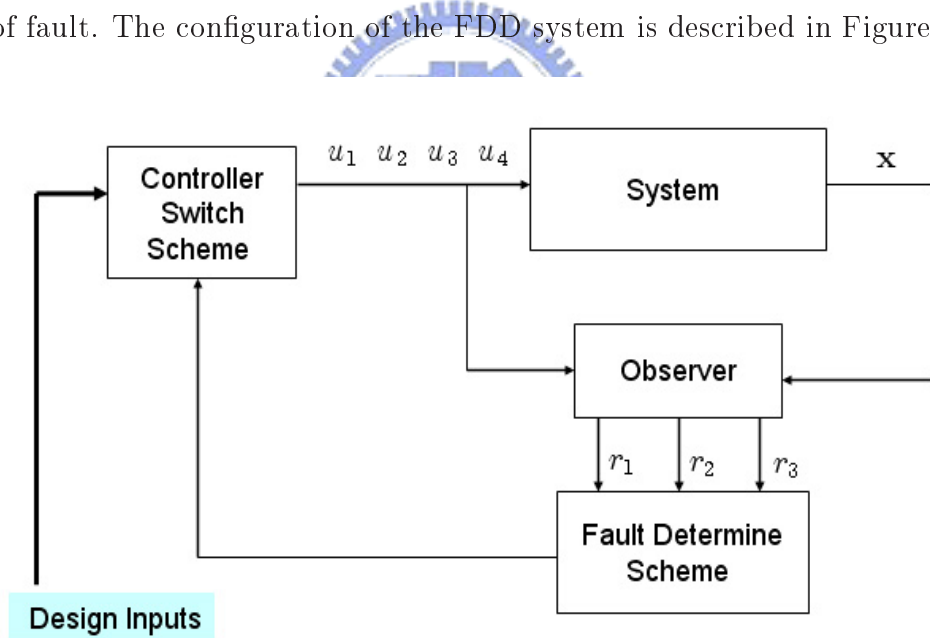 of fault. The configuration of the FDD system is described in Figure
u₁ u₂ u₃ u₄
x
Controller
Switch
Scheme
System
Observer
r₁ r₂ r₃
Fault Determine
Scheme
Design Inputs